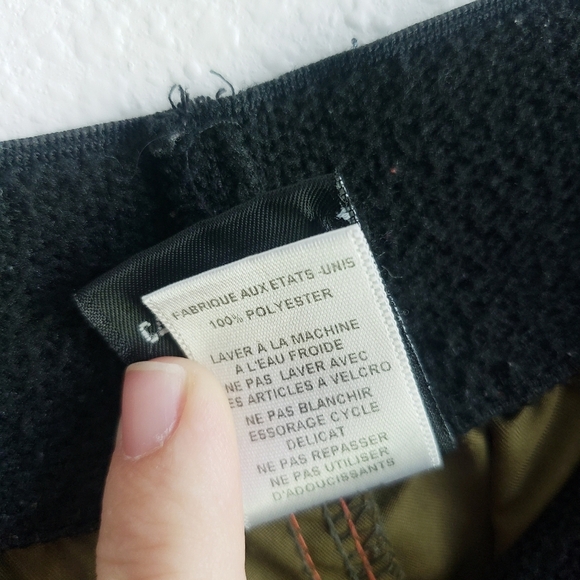 FABRIQUE AUX ETATS-UNIS
100% POLYESTER
LAVER A LA MACHINE
A L'EAU FROIDE
NE PAS LAVER AVEC
ARTICLES A VELCRO
NE PAS BLANCHIR
ESSORAGE CYCLE
DELICAT
NE PAS REPASSER
NE PAS UTILISER
D'ADOUCISSANTS